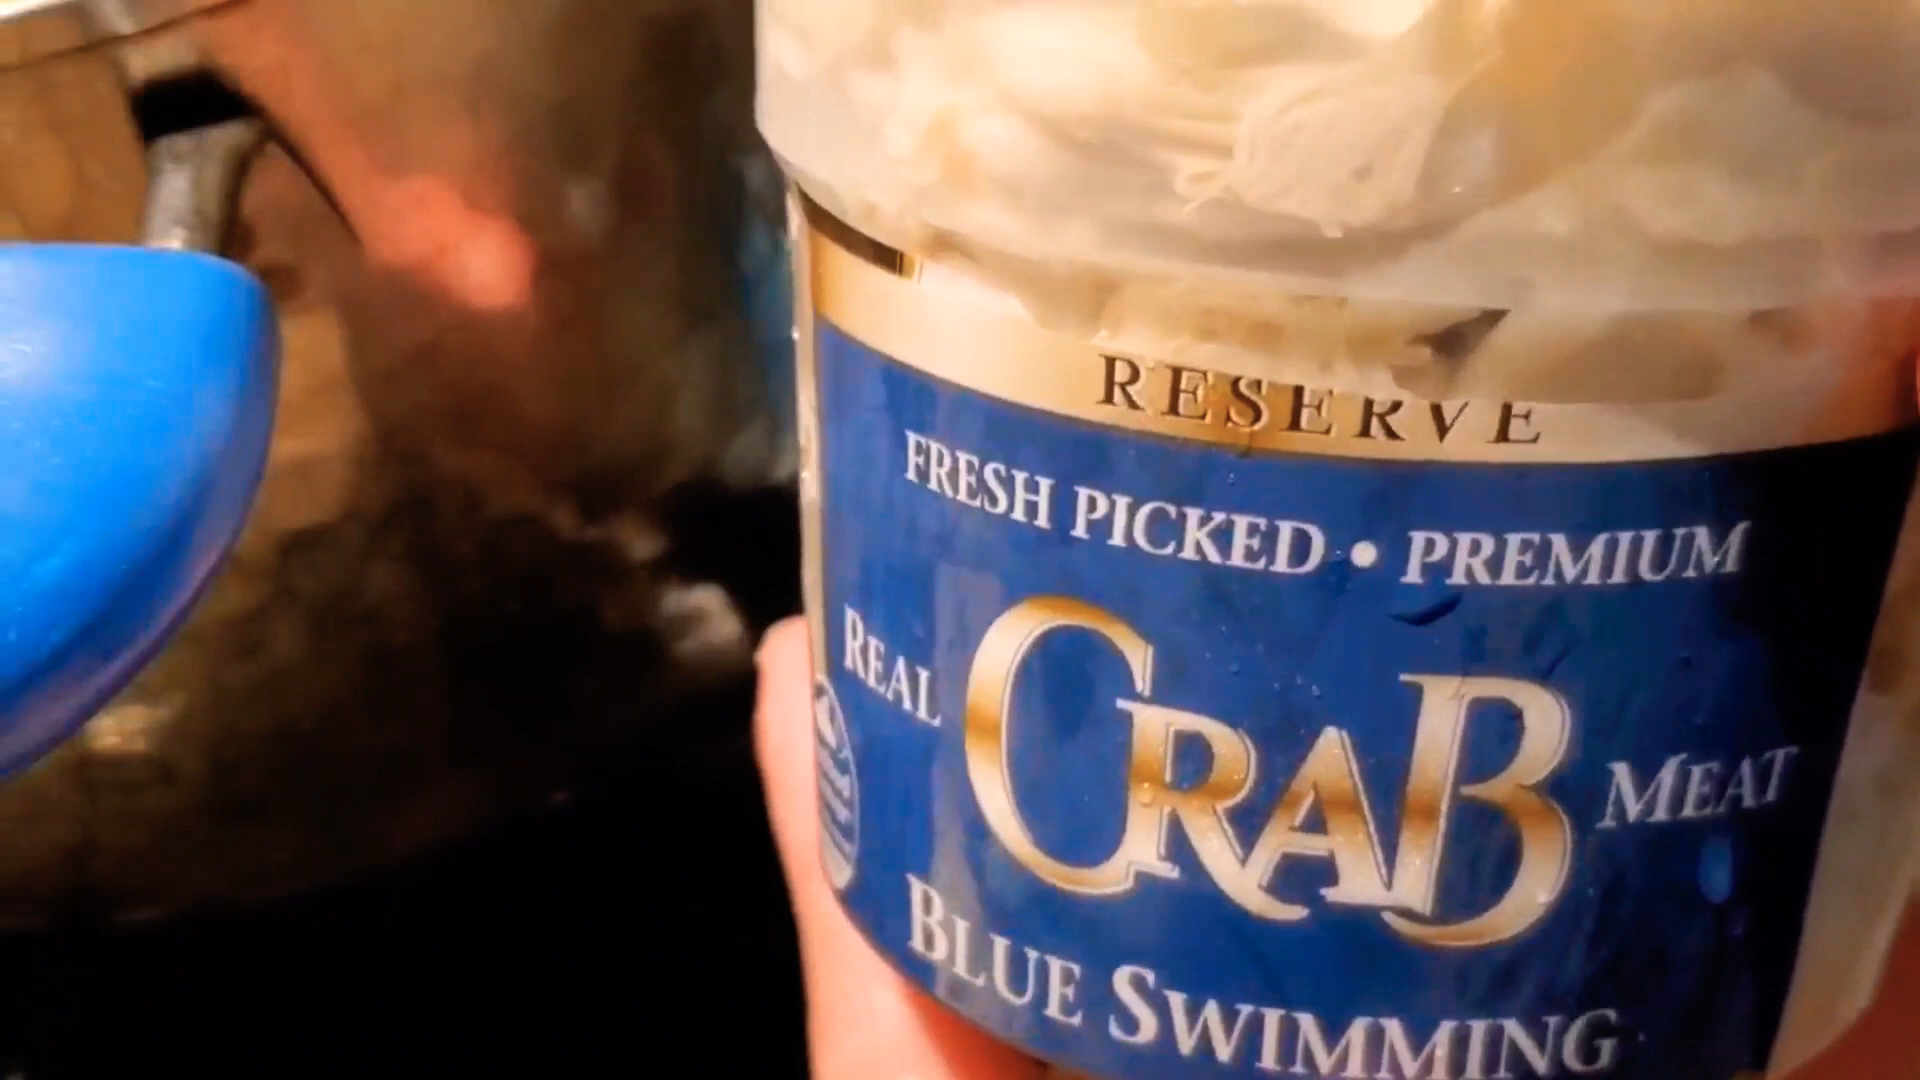 RESERVE
FRESH PICKED • PREMIUM
REAL CRAB MEAT
BLUE SWIMMING